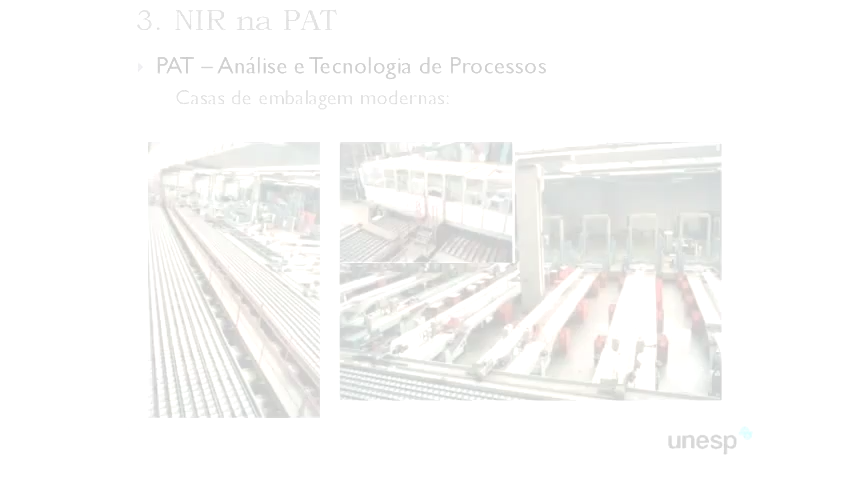 3. NIR na PAT
PAT – Análise e Tecnologia de Processos
Casas de embalagem modernas:
unesp